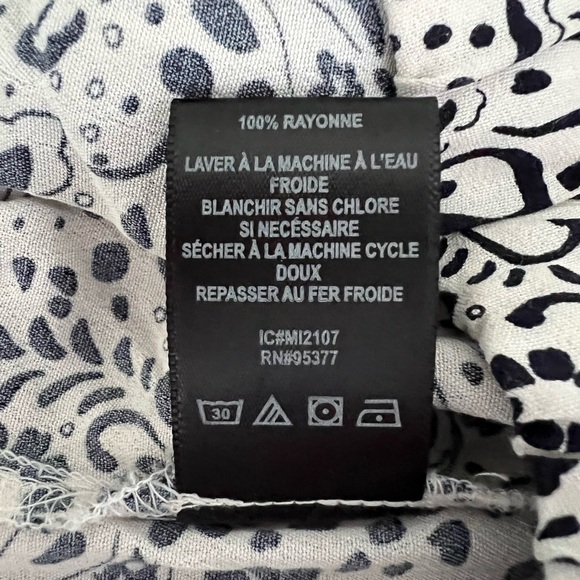 100% RAYONNE
LAVER À LA MACHINE À L'EAU
FROIDE
BLANCHIR SANS CHLORE
SI NECÉSSAIRE
SÉCHER À LA MACHINE CYCLE
DOUX
REPASSER AU FER FROIDE
IC#MI2107
RN#95377
30